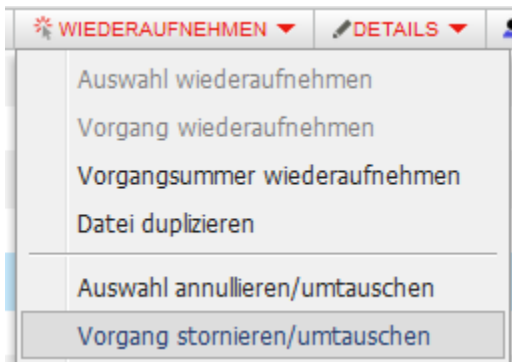 WIEDERAUFNEHMEN DETAILS
Auswahl wiederaufnehmen
Vorgang wiederaufnehmen
Vorgangsummer wiederaufnehmen
Datei duplizieren
Auswahl annullieren/umtauschen
Vorgang stornieren/umtauschen